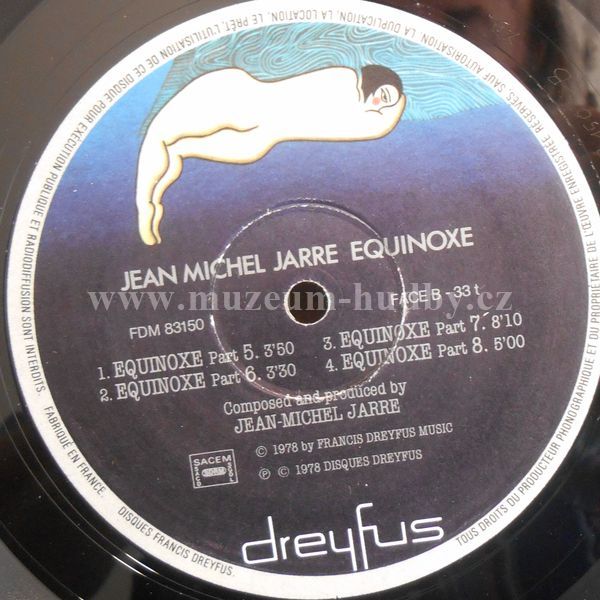 JEAN MICHEL JARRE EQUINOXE
www.muzeum-hudby.cz
FDM 83150
FACE B - 33 t
1. EQUINOXE Part 5. 3'50
2. EQUINOXE Part 6. 3'30
3. EQUINOXE Part 7. 8'10
4. EQUINOXE Part 8. 5'00
Composed and produced by
JEAN-MICHEL JARRE
© 1978 by FRANCIS DREYFUS MUSIC
℗ © 1978 DISQUES DREYFUS
SACEM
SACD
SDRM
SGDL
dreyfus
DISQUES FRANCIS DREYFUS.
TOUS DROITS DU PRODUCTEUR PHONOGRAPHIQUE ET DU PROPRIÉTAIRE DE L'ŒUVRE ENREGISTRÉE RÉSERVÉS. SAUF AUTORISATION, LA DUPLICATION, LA LOCATION, LE PRÊT, L'UTILISATION DE CE DISQUE POUR EXÉCUTION PUBLIQUE ET RADIODIFFUSION SONT INTERDITS. FABRIQUÉ EN FRANCE.